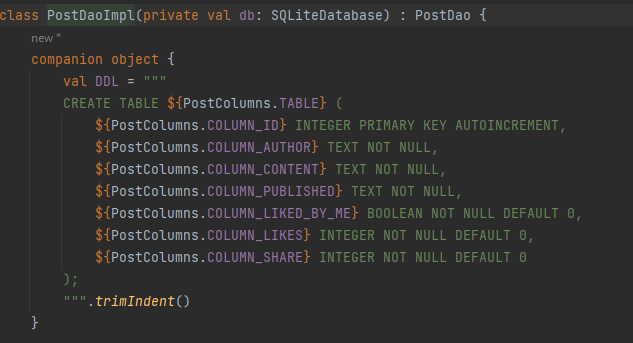 class PostDaoImpl(private val db: SQLiteDatabase) : PostDao {
new *
companion object {
val DDL = """
CREATE TABLE ${PostColumns.TABLE} (
${PostColumns.COLUMN_ID} INTEGER PRIMARY KEY AUTOINCREMENT,
${PostColumns.COLUMN_AUTHOR} TEXT NOT NULL,
${PostColumns.COLUMN_CONTENT} TEXT NOT NULL,
${PostColumns.COLUMN_PUBLISHED} TEXT NOT NULL,
${PostColumns.COLUMN_LIKED_BY_ME} BOOLEAN NOT NULL DEFAULT 0,
${PostColumns.COLUMN_LIKES} INTEGER NOT NULL DEFAULT 0,
${PostColumns.COLUMN_SHARE} INTEGER NOT NULL DEFAULT 0
);
""".trimIndent()
}